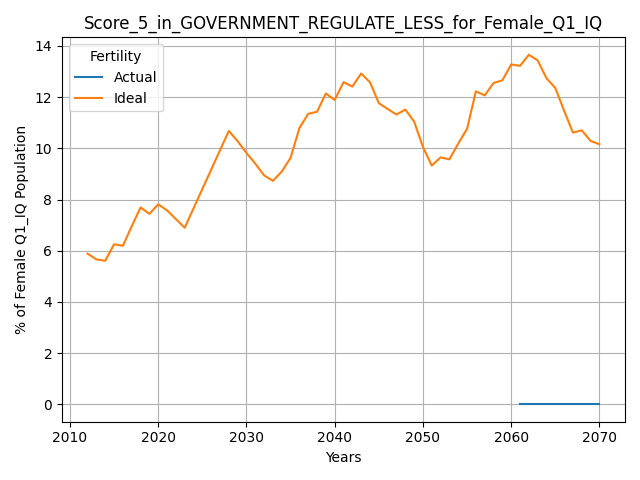 Score_5_in_GOVERNMENT_REGULATE_LESS_for_Female_Q1_IQ
Fertility
Actual
Ideal
% of Female Q1_IQ Population
14
12
10
8
6
4
2
0
2010 2020 2030 2040 2050 2060 2070
Years